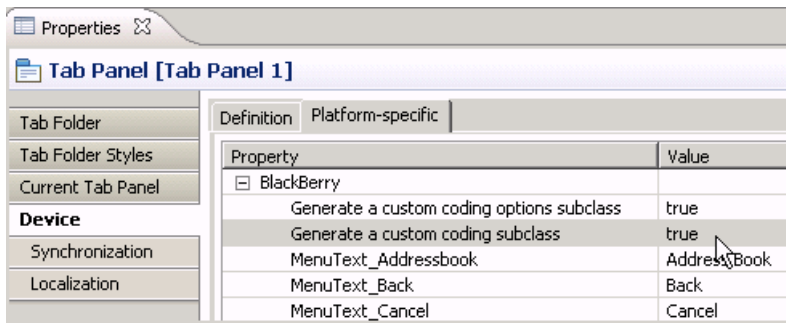 Properties
Tab Panel [Tab Panel 1]
Tab Folder
Tab Folder Styles
Current Tab Panel
Device
Synchronization
Localization
Definition Platform-specific
Property Value
BlackBerry
Generate a custom coding options subclass true
Generate a custom coding subclass true
MenuText_Addressbook Address Book
MenuText_Back Back
MenuText_Cancel Cancel